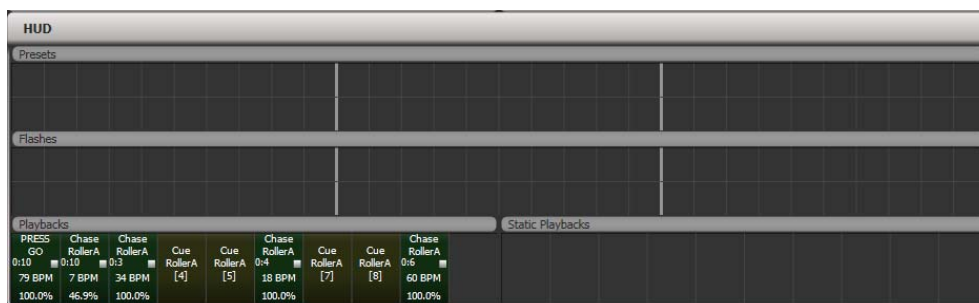 HUD
Presets
Flashes
Playbacks
Static Playbacks
PRESS
GO
0:10
79 BPM
100.0%
Chase
RollerA
0:10
7 BPM
46.9%
Chase
RollerA
0:3
34 BPM
100.0%
Cue
RollerA
[4]
Cue
RollerA
[5]
Chase
RollerA
0:4
18 BPM
100.0%
Cue
RollerA
[7]
Cue
RollerA
[8]
Chase
RollerA
0:6
60 BPM
100.0%